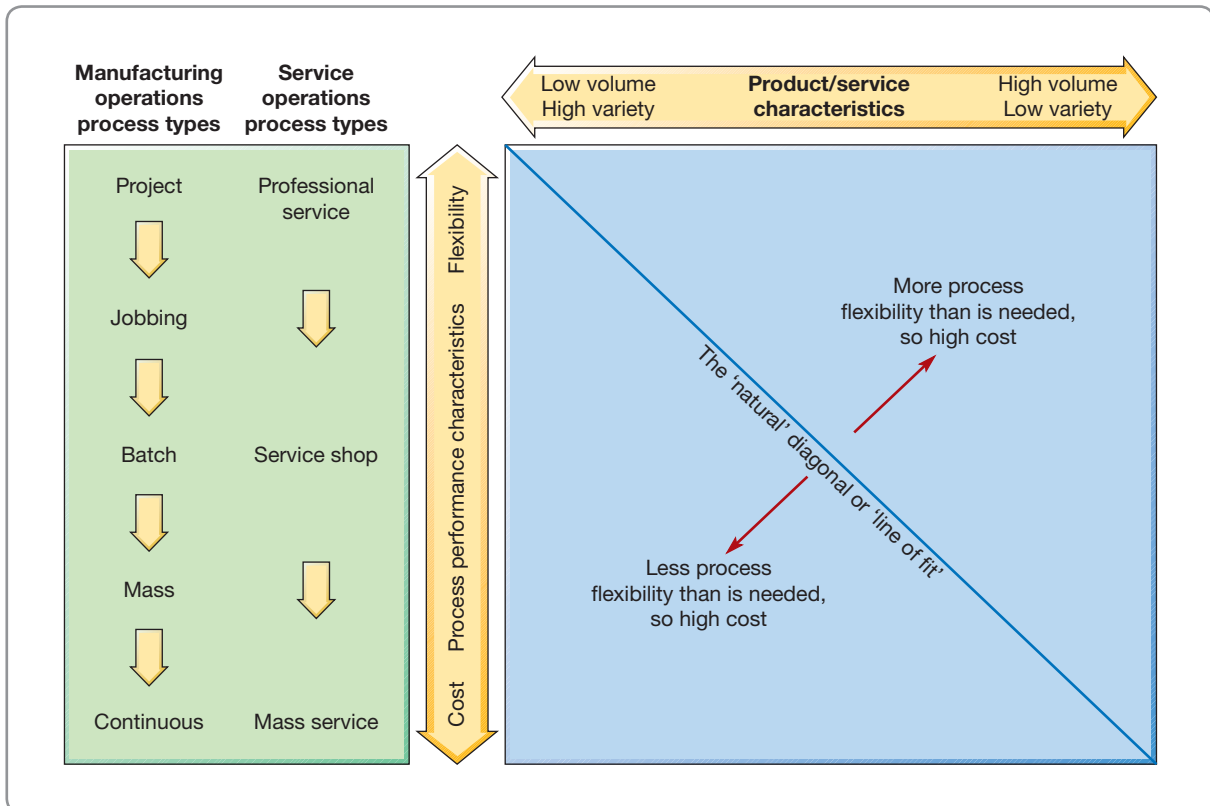 Manufacturing
operations
process types
Service
operations
process types
Low volume
High variety
Product/service
characteristics
High volume
Low variety
Project
Jobbing
Batch
Mass
Continuous
Professional
service
Service shop
Mass service
Flexibility
Process performance characteristics
Cost
More process
flexibility than is needed,
so high cost
The ‘natural’ diagonal or ‘line of fit’
Less process
flexibility than is needed,
so high cost